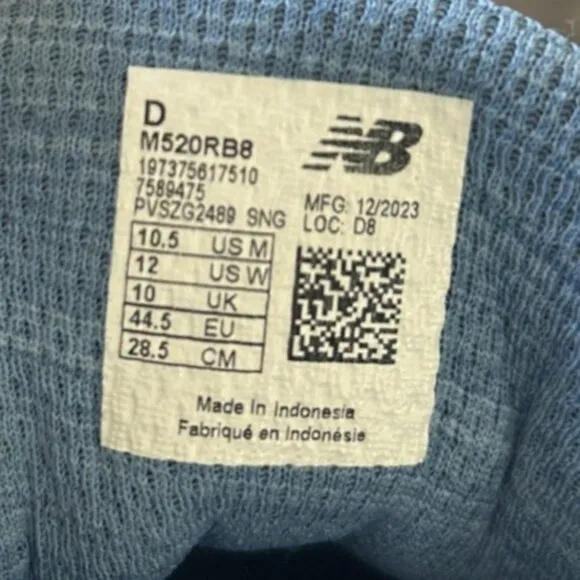 D
M520RB8
197375617510
7589475
PVSZG2489 SNG
NB
MFG: 12/2023
LOC: D8
10.5 US M
12 US W
10 UK
44.5 EU
28.5 CM
Made In Indonesia
Fabriqué en Indonésie